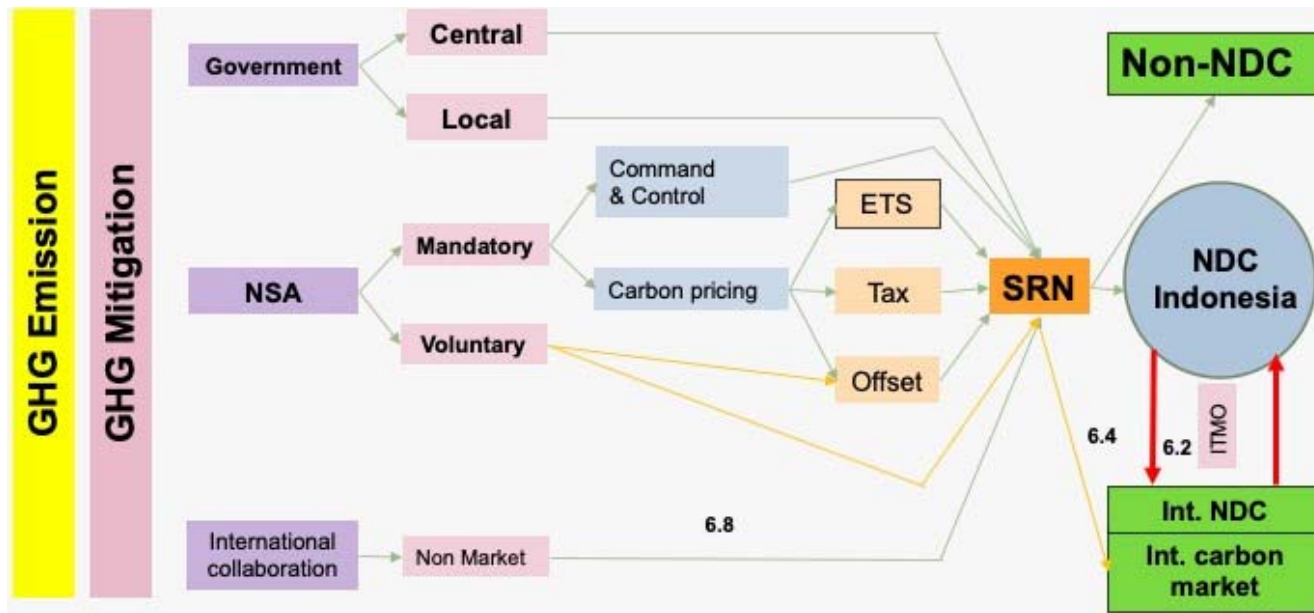 GHG Emission
GHG Mitigation
Government
Central
Local
NSA
Mandatory
Voluntary
Command
& Control
Carbon pricing
ETS
Tax
Offset
International
collaboration
Non Market
6.8
SRN
Non-NDC
NDC
Indonesia
6.4
6.2
ITMO
Int. NDC
Int. carbon
market